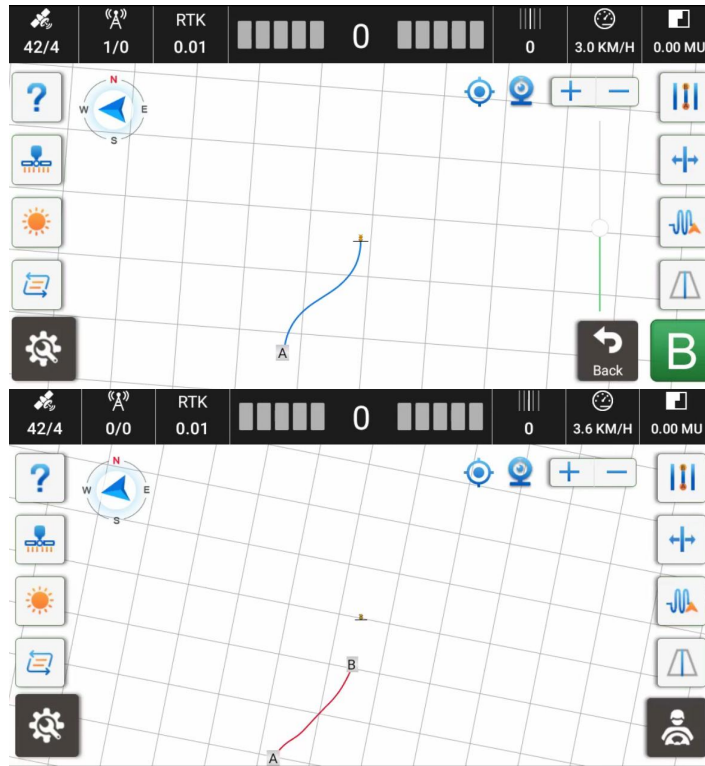 RTK
42/4 1/0 0.01 0 0 3.0 KM/H 0.00 MU
?
N
W E
S
+ −
A
Back
B
RTK
42/4 0/0 0.01 0 0 3.6 KM/H 0.00 MU
?
N
W E
S
+ −
B
A